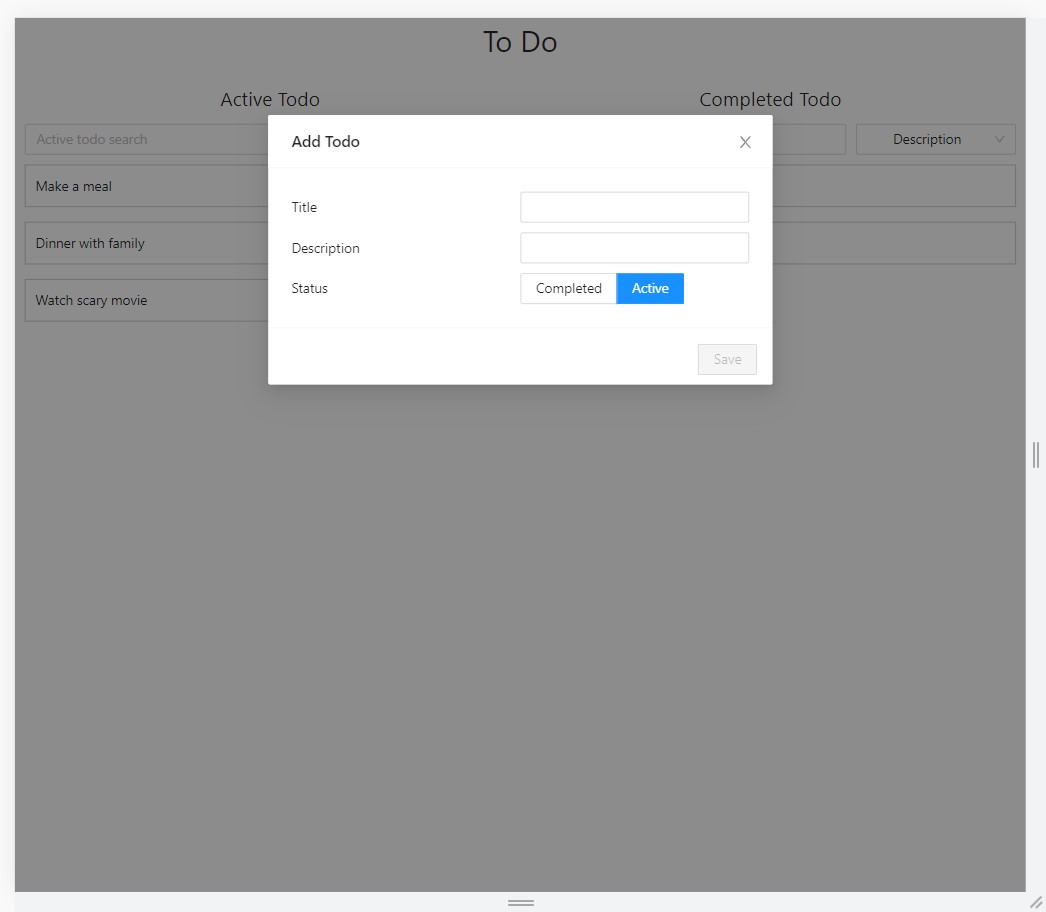 To Do
Active Todo
Completed Todo
Active todo search
Description
Make a meal
Dinner with family
Watch scary movie
Add Todo
Title
Description
Status
Completed
Active
Save